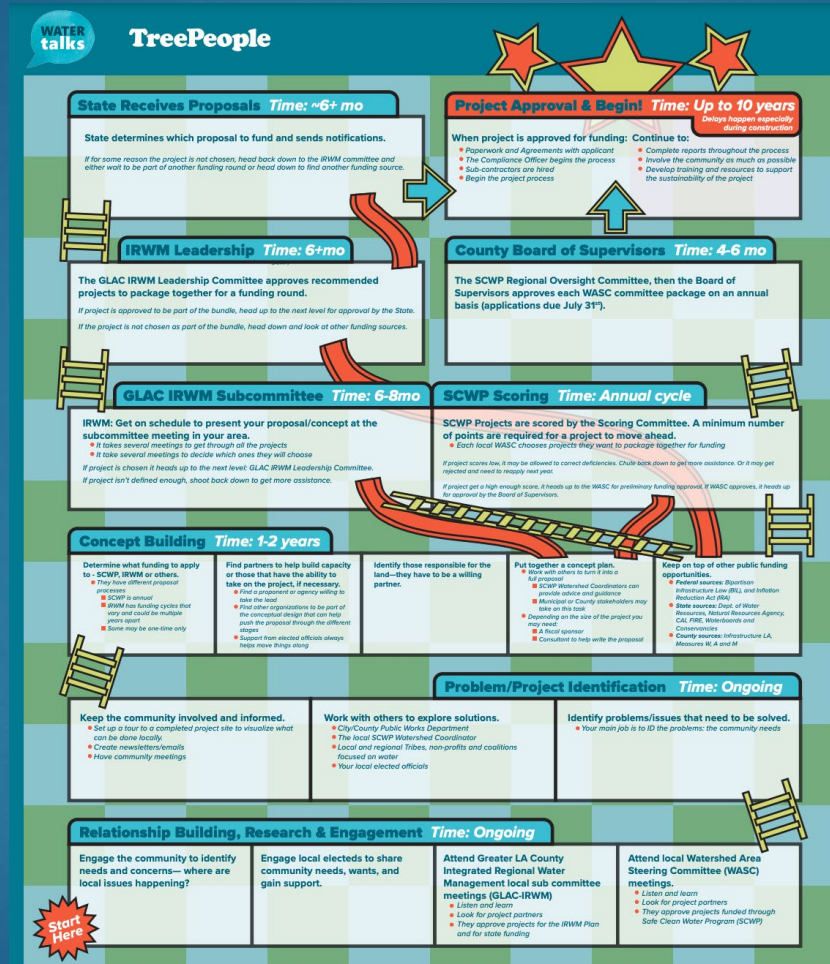 WATER
talks
TreePeople
State Receives Proposals Time: ~6+ mo
State determines which proposal to fund and sends notifications.
If for some reason the project is not chosen, head back down to the IRWM committee and
either wait to be part of another funding round or head down to find another funding source.
Project Approval & Begin! Time: Up to 10 years
Delays happen especially
during construction
When project is approved for funding:
Paperwork and Agreements with applicant
The Compliance Officer begins the process
Sub-contractors are hired
Begin the project process
Continue to:
Complete reports throughout the process
Involve the community as much as possible
Develop training and resources to support
the sustainability of the project
IRWM Leadership Time: 6+mo
The GLAC IRWM Leadership Committee approves recommended
projects to package together for a funding round.
If project is approved to be part of the bundle, head up to the next level for approval by the State.
If the project is not chosen as part of the bundle, head down and look at other funding sources.
County Board of Supervisors Time: 4-6 mo
The SCWP Regional Oversight Committee, then the Board of
Supervisors approves each WASC committee package on an annual
basis (applications due July 31st).
GLAC IRWM Subcommittee Time: 6-8mo
IRWM: Get on schedule to present your proposal/concept at the
subcommittee meeting in your area.
It takes several meetings to get through all the projects
It take several meetings to decide which ones they will choose
If project is chosen it heads up to the next level: GLAC IRWM Leadership Committee.
If project isn't defined enough, shoot back down to get more assistance.
SCWP Scoring Time: Annual cycle
SCWP Projects are scored by the Scoring Committee. A minimum number
of points are required for a project to move ahead.
Each local WASC chooses projects they want to package together for funding
If project scores low, it may be allowed to correct deficiencies. Chute back down to get more assistance. Or it may get
rejected and need to reapply next year.
If project get a high enough score, it heads up to the WASC for preliminary funding approval. If WASC approves, it heads up
for approval by the Board of Supervisors.
Concept Building Time: 1-2 years
Determine what funding to apply
to - SCWP, IRWM or others.
They have different proposal
processes
SCWP is annual
IRWM has funding cycles that
vary and could be multiple
years apart
Some may be one-time only
Find partners to help build capacity
or those that have the ability to
take on the project, if necessary.
Find a proponent or agency willing to
take the lead
Find other organizations to be part of
the conceptual design that can help
push the proposal through the different
stages
Support from elected officials always
helps move things along
Identify those responsible for the
land—they have to be a willing
partner.
Put together a concept plan.
Work with others to turn it into a
full proposal
SCWP Watershed Coordinators can
provide advice and guidance
Municipal or County stakeholders may
take on this task
Depending on the size of the project you
may need:
A fiscal sponsor
Consultant to help write the proposal
Keep on top of other public funding
opportunities.
Federal sources: Bipartisan
Infrastructure Law (BIL), and Inflation
Reduction Act (IRA)
State sources: Dept. of Water
Resources, Natural Resources Agency,
CAL FIRE, Waterboards and
Conservancies
County sources: Infrastructure LA,
Measures W, A and M
Problem/Project Identification Time: Ongoing
Keep the community involved and informed.
Set up a tour to a completed project site to visualize what
can be done locally.
Create newsletters/emails
Have community meetings
Work with others to explore solutions.
City/County Public Works Department
The local SCWP Watershed Coordinator
Local and regional Tribes, non-profits and coalitions
focused on water
Your local elected officials
Identify problems/issues that need to be solved.
Your main job is to ID the problems: the community needs
Relationship Building, Research & Engagement Time: Ongoing
Engage the community to identify
needs and concerns— where are
local issues happening?
Engage local electeds to share
community needs, wants, and
gain support.
Attend Greater LA County
Integrated Regional Water
Management local sub committee
meetings (GLAC-IRWM)
Listen and learn
Look for project partners
They approve projects for the IRWM Plan
and for state funding
Attend local Watershed Area
Steering Committee (WASC)
meetings.
Listen and learn
Look for project partners
They approve projects funded through
Safe Clean Water Program (SCWP)
Start
Here